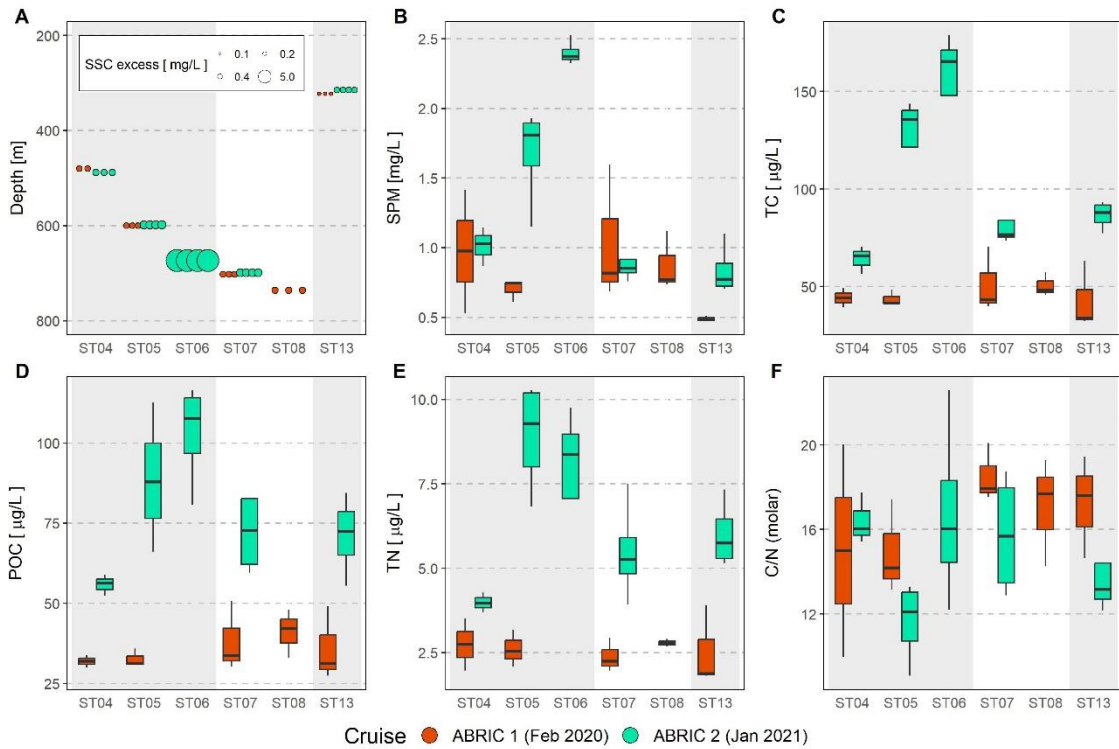 A
200
400
600
800
Depth [m]
SSC excess [ mg/L ]
0.1
0.2
0.4
5.0
ST04 ST05 ST06 ST07 ST08 ST13
B
2.5
2.0
1.5
1.0
0.5
SPM [mg/L]
ST04 ST05 ST06 ST07 ST08 ST13
C
150
100
50
TC [ µg/L ]
ST04 ST05 ST06 ST07 ST08 ST13
D
100
75
50
25
POC [ µg/L ]
ST04 ST05 ST06 ST07 ST08 ST13
E
10.0
7.5
5.0
2.5
TN [ µg/L ]
ST04 ST05 ST06 ST07 ST08 ST13
F
20
16
12
C/N (molar)
ST04 ST05 ST06 ST07 ST08 ST13
Cruise ABRIC 1 (Feb 2020) ABRIC 2 (Jan 2021)